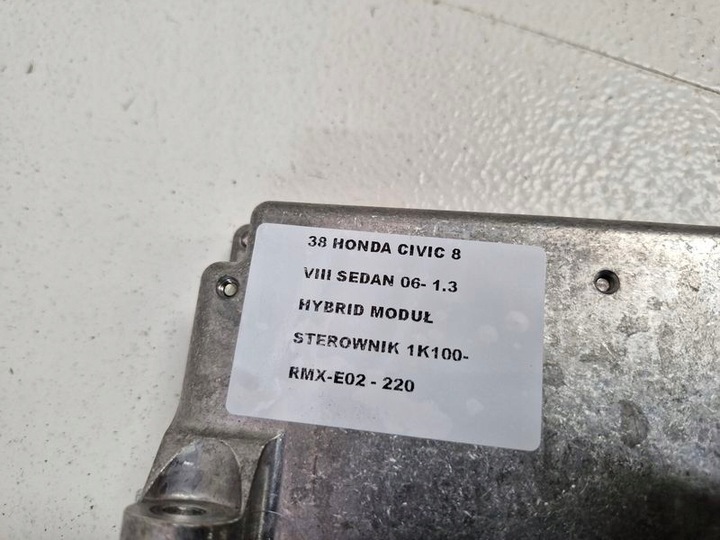 38 HONDA CIVIC 8
VIII SEDAN 06- 1.3
HYBRID MODUŁ
STEROWNIK 1K100-
RMX-E02 - 220